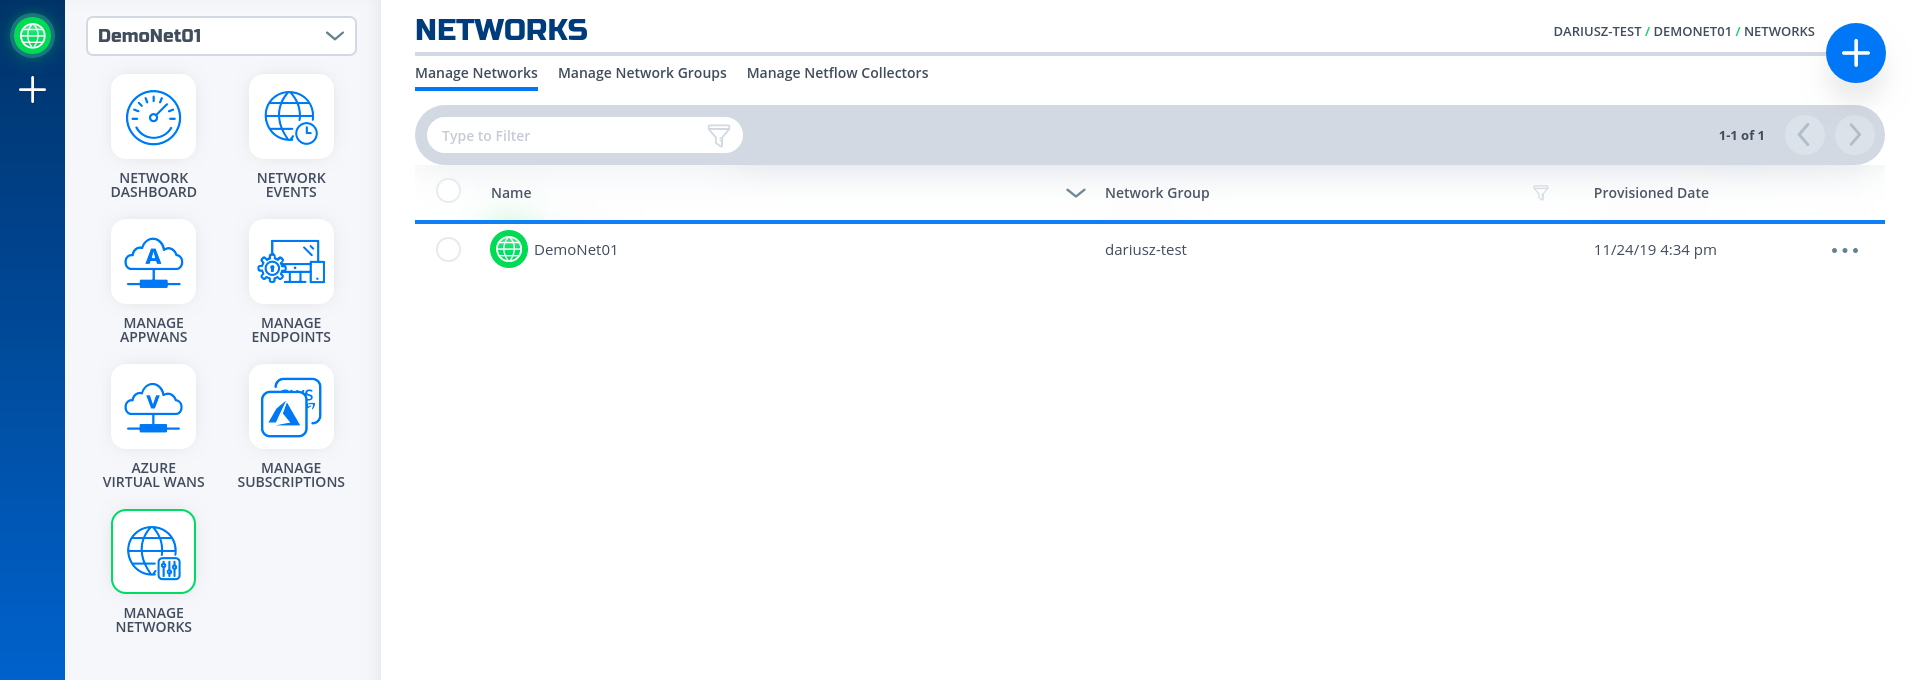 DemoNet01
NETWORK
DASHBOARD
NETWORK
EVENTS
A
MANAGE
APPWANS
MANAGE
ENDPOINTS
V
AZURE
VIRTUAL WANS
MANAGE
SUBSCRIPTIONS
MANAGE
NETWORKS
NETWORKS
DARIUSZ-TEST / DEMONET01 / NETWORKS
Manage Networks Manage Network Groups Manage Netflow Collectors
Type to Filter
1-1 of 1
Name Network Group Provisioned Date
DemoNet01 dariusz-test 11/24/19 4:34 pm